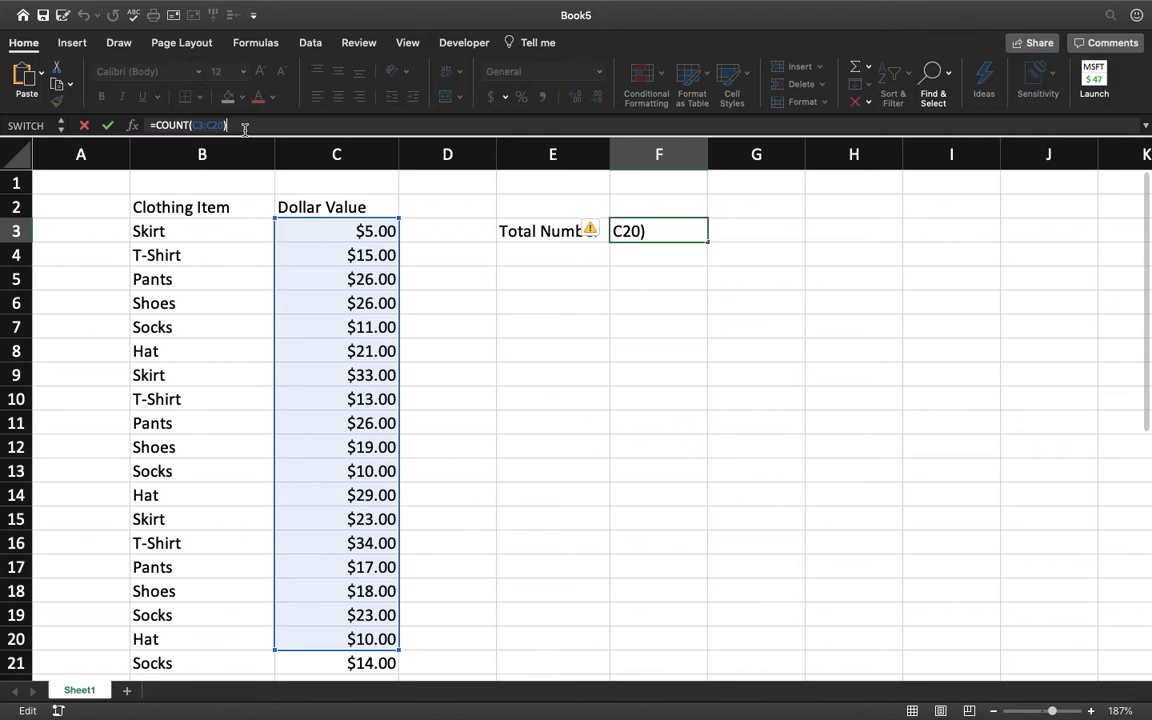 Book5
Home Insert Draw Page Layout Formulas Data Review View Developer Tell me Share Comments
Paste Calibri (Body) 12 General Conditional Formatting Format as Table Cell Styles Insert Delete Format Sort & Filter Find & Select Ideas Sensitivity MSFT $ 47 Launch
SWITCH fx =COUNT(C3:C20)
A B C D E F G H I J K
1
2 Clothing Item Dollar Value
3 Skirt $5.00 Total Number C20)
4 T-Shirt $15.00
5 Pants $26.00
6 Shoes $26.00
7 Socks $11.00
8 Hat $21.00
9 Skirt $33.00
10 T-Shirt $13.00
11 Pants $26.00
12 Shoes $19.00
13 Socks $10.00
14 Hat $29.00
15 Skirt $23.00
16 T-Shirt $34.00
17 Pants $17.00
18 Shoes $18.00
19 Socks $23.00
20 Hat $10.00
21 Socks $14.00
Sheet1
Edit 187%